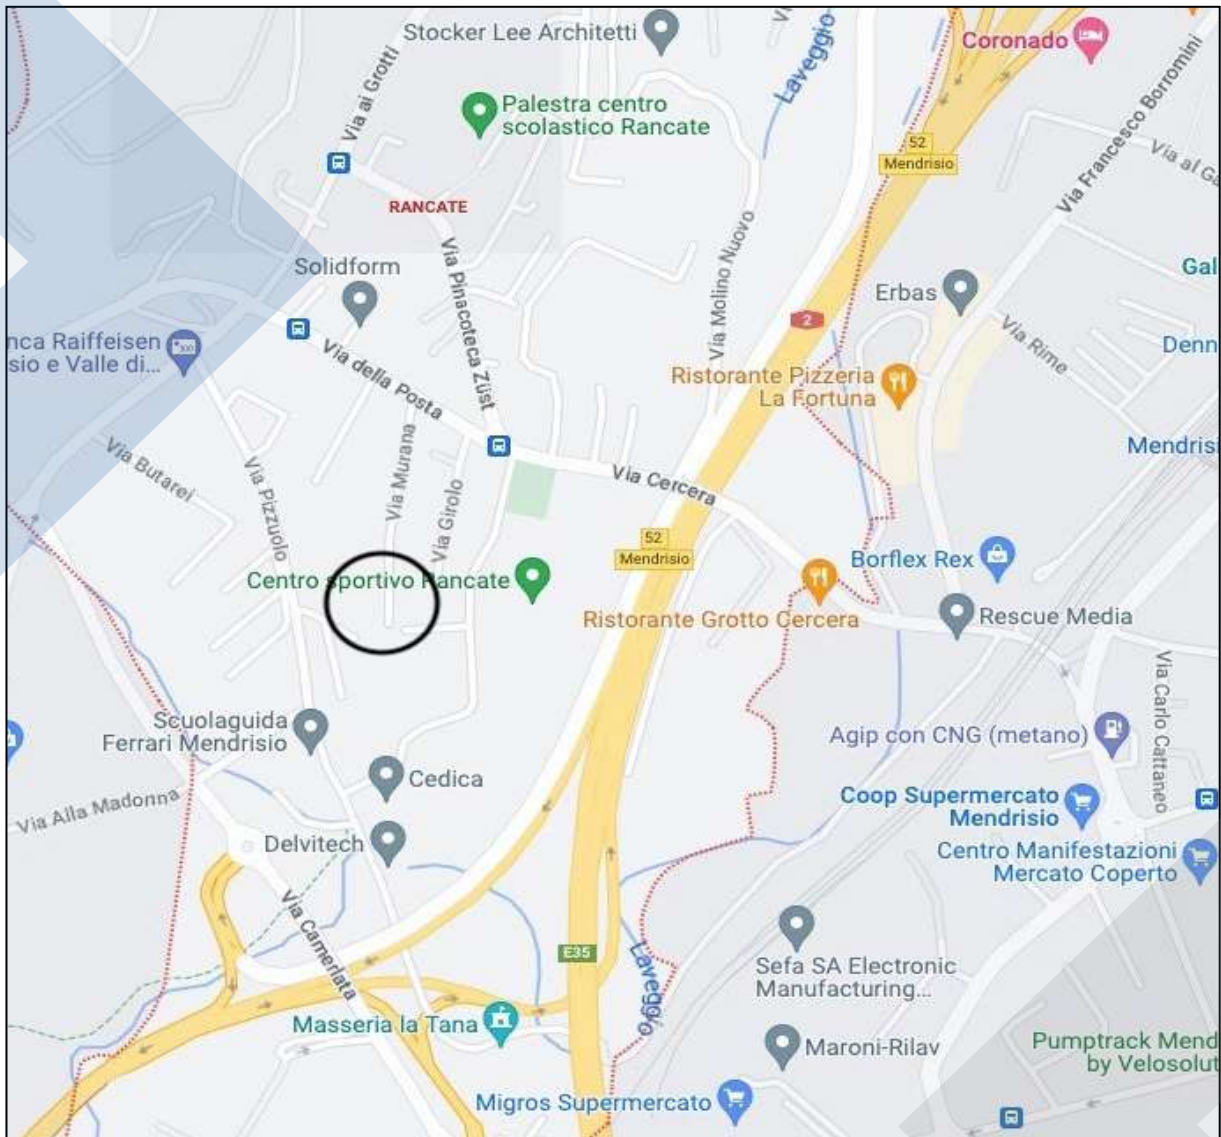 Stocker Lee Architetti
Laveggio
Coronado
Via ai Grotti
Palestra centro
scolastico Rancate
Via Francesco Borromini
52
Mendrisio
Via al Ga
RANCATE
Via Pinacoteca Züst
Via Molino Nuovo
Solidform
Gal
Erbas
2
nca Raiffeisen
sio e Valle di...
Via della Posta
Via Rime
Denn
Ristorante Pizzeria
La Fortuna
Via Butarei
Via Pizzuolo
Via Murana
Via Girolo
Via Cercera
Mendrisi
52
Mendrisio
Centro sportivo Rancate
Borflex Rex
Ristorante Grotto Cercera
Rescue Media
Via Carlo Cattaneo
Scuolaguida
Ferrari Mendrisio
Agip con CNG (metano)
Cedica
Via Alla Madonna
Coop Supermercato
Mendrisio
Delvitech
Centro Manifestazioni
Mercato Coperto
Via Camerlata
E35
Laveggio
Sefa SA Electronic
Manufacturing...
Masseria la Tana
Maroni-Rilav
Pumptrack Mend
by Velosolut
Migros Supermercato